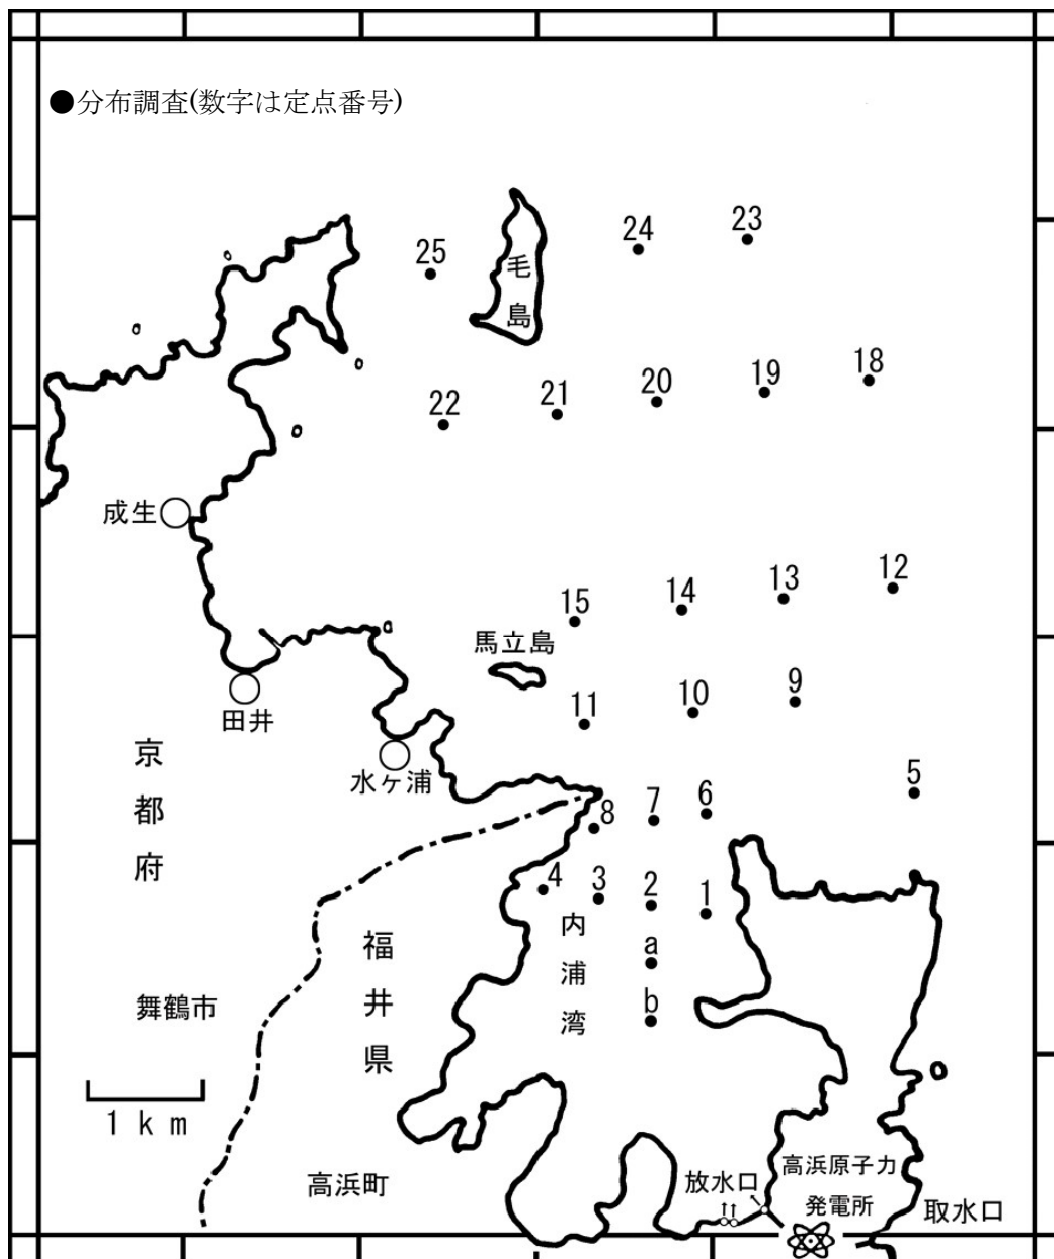 ●分布調査(数字は定点番号)
23
24
25
毛島
18
19
20
21
22
成生
12
13
14
15
馬立島
9
10
11
田井
水ヶ浦
京都府
5
6
7
8
4
3
2
1
内浦湾
a
b
福井県
舞鶴市
1km
高浜町
放水口
高浜原子力
発電所
取水口